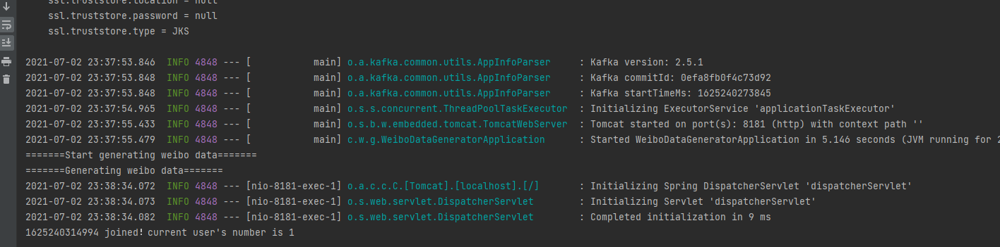 ssl.truststore.location = null
ssl.truststore.password = null
ssl.truststore.type = JKS
2021-07-02 23:37:53.846  INFO 4848 --- [           main] o.a.kafka.common.utils.AppInfoParser     : Kafka version: 2.5.1
2021-07-02 23:37:53.848  INFO 4848 --- [           main] o.a.kafka.common.utils.AppInfoParser     : Kafka commitId: 0efa8fb0f4c73d92
2021-07-02 23:37:53.848  INFO 4848 --- [           main] o.a.kafka.common.utils.AppInfoParser     : Kafka startTimeMs: 1625240273845
2021-07-02 23:37:54.965  INFO 4848 --- [           main] o.s.s.concurrent.ThreadPoolTaskExecutor  : Initializing ExecutorService 'applicationTaskExecutor'
2021-07-02 23:37:55.433  INFO 4848 --- [           main] o.s.b.w.embedded.tomcat.TomcatWebServer  : Tomcat started on port(s): 8181 (http) with context path ''
2021-07-02 23:37:55.479  INFO 4848 --- [           main] c.w.g.WeiboDataGeneratorApplication      : Started WeiboDataGeneratorApplication in 5.146 seconds (JVM running for 2
=======Start generating weibo data=======
=======Generating weibo data=======
2021-07-02 23:38:34.072  INFO 4848 --- [nio-8181-exec-1] o.a.c.c.C.[Tomcat].[localhost].[/]       : Initializing Spring DispatcherServlet 'dispatcherServlet'
2021-07-02 23:38:34.073  INFO 4848 --- [nio-8181-exec-1] o.s.web.servlet.DispatcherServlet        : Initializing Servlet 'dispatcherServlet'
2021-07-02 23:38:34.082  INFO 4848 --- [nio-8181-exec-1] o.s.web.servlet.DispatcherServlet        : Completed initialization in 9 ms
1625240314994 joined！current user's number is 1